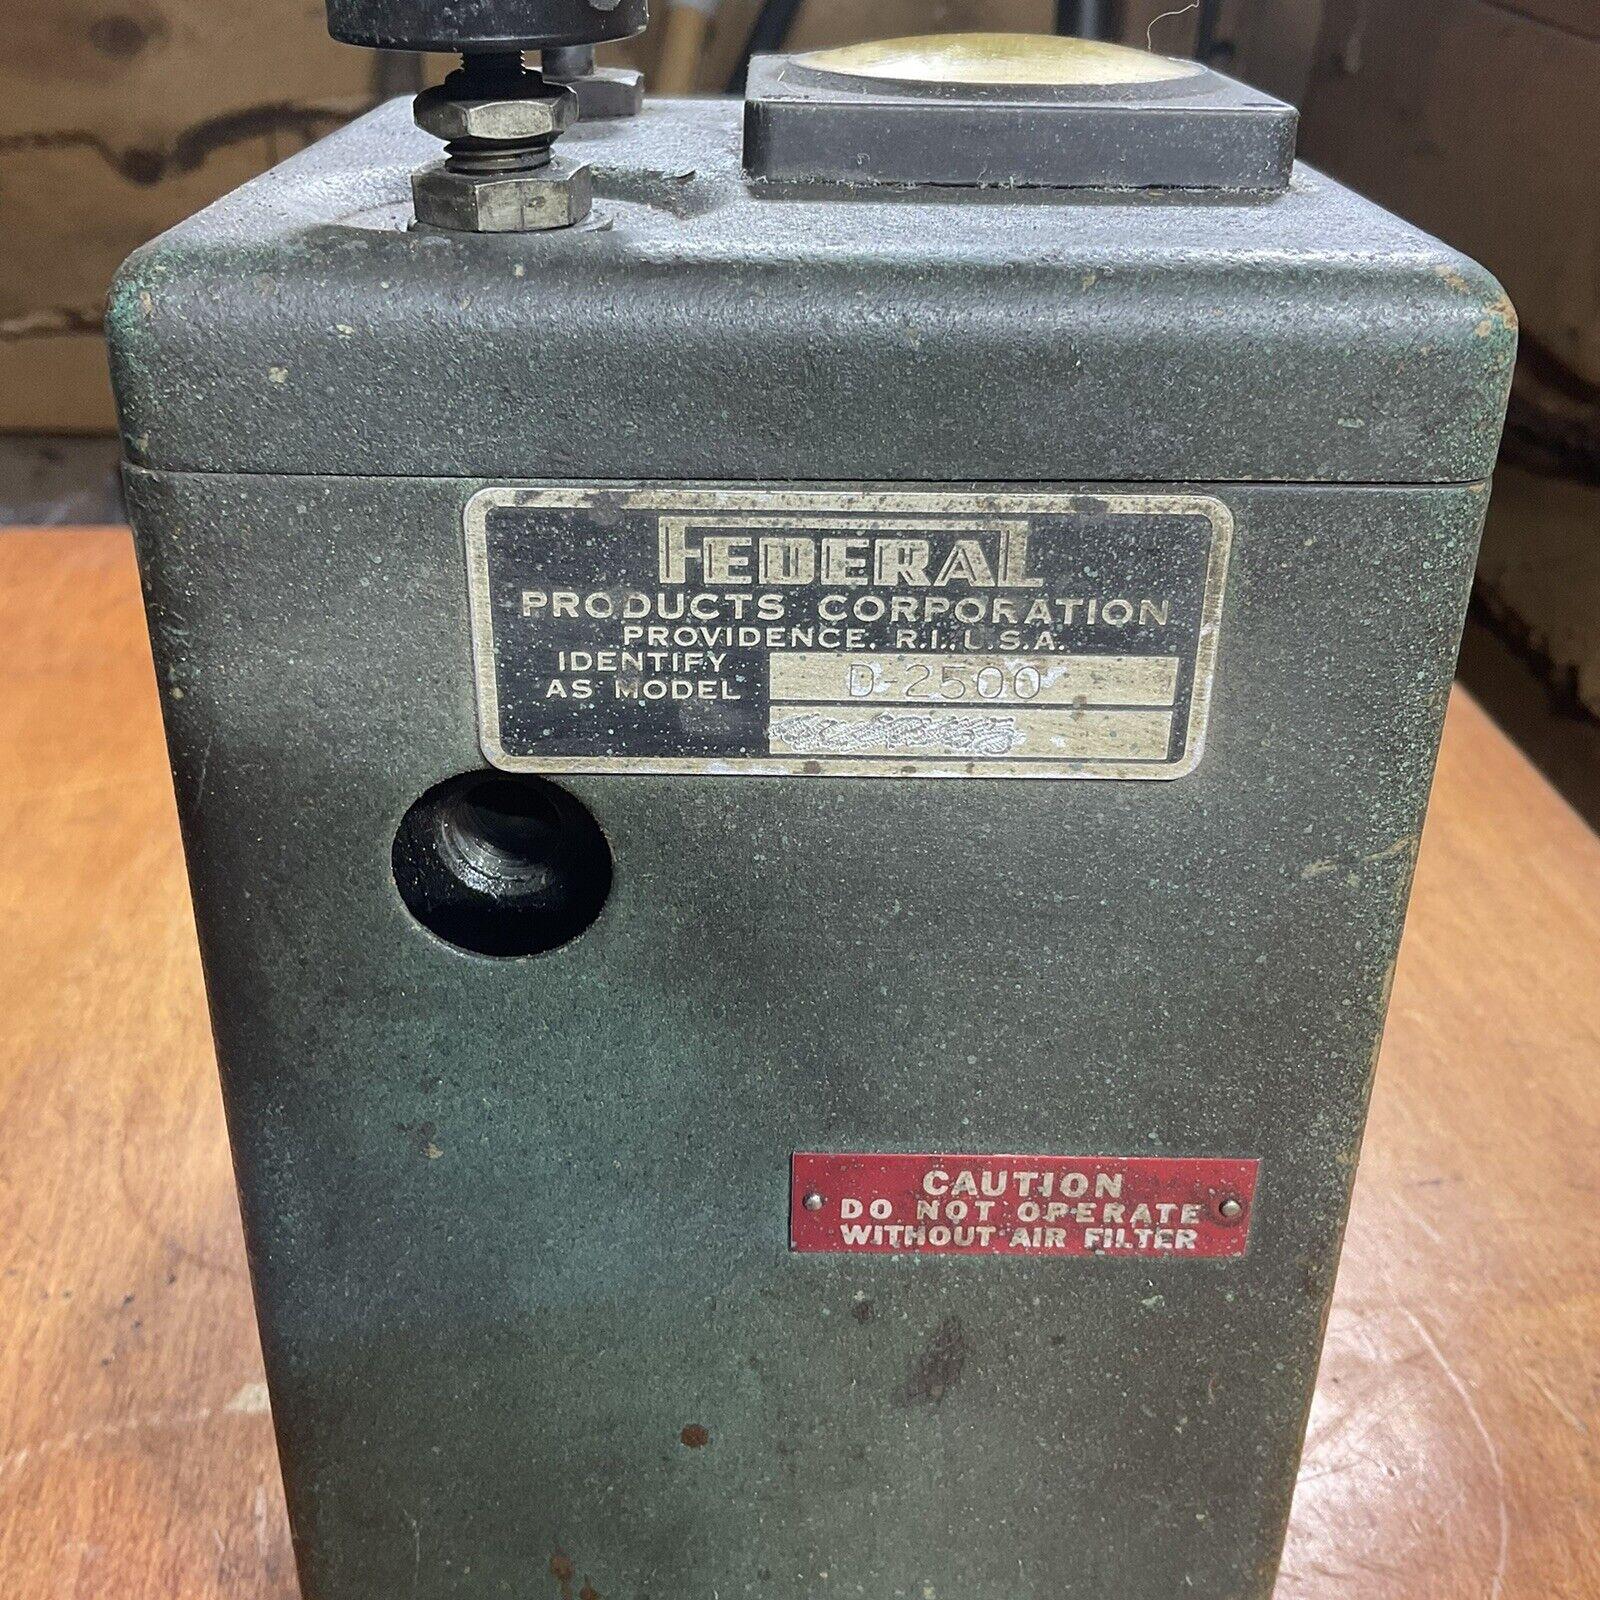 FEDERAL
PRODUCTS CORPORATION
PROVIDENCE, R.I., U.S.A.
IDENTIFY
AS MODEL D-2500
CAUTION
DO NOT OPERATE
WITHOUT AIR FILTER